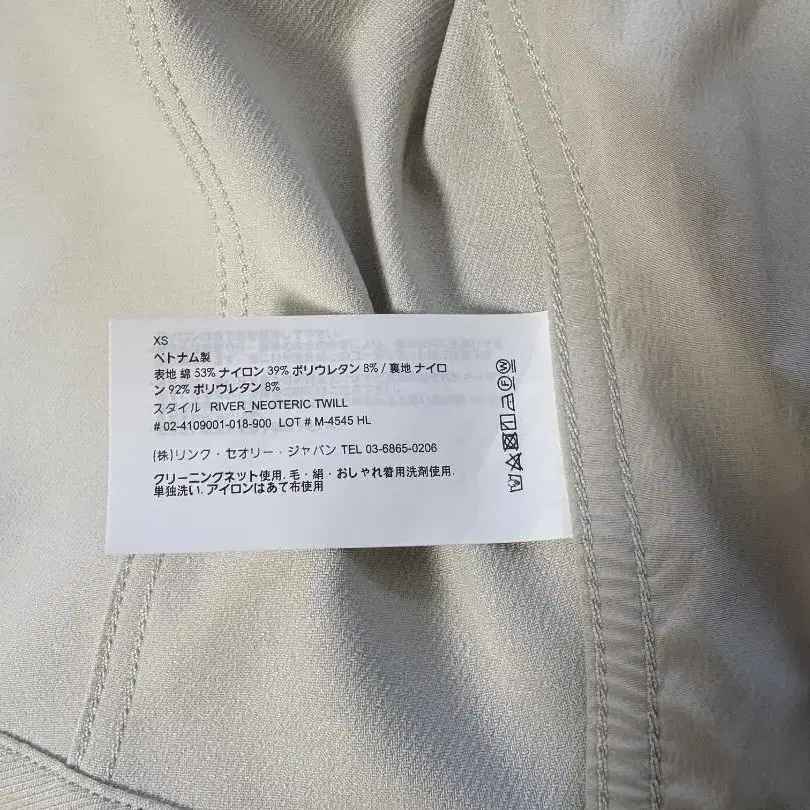 XS
ベトナム製
表地 綿 53% ナイロン 39% ポリウレタン 8% / 裏地 ナイロ
ン 92% ポリウレタン 8%
スタイル RIVER_NEOTERIC TWILL
# 02-4109001-018-900 LOT # M-4545 HL
(株)リンク・セオリー・ジャパン TEL 03-6865-0206
クリーニングネット使用. 毛・絹・おしゃれ着用洗剤使用.
単独洗い. アイロンはあて布使用